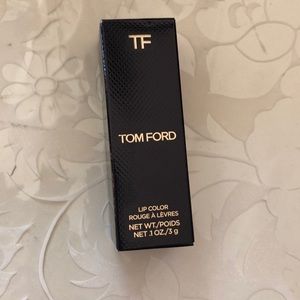 TF
TOM FORD
LIP COLOR
ROUGE À LÈVRES
NET WT./POIDS
NET .1 OZ./3 g